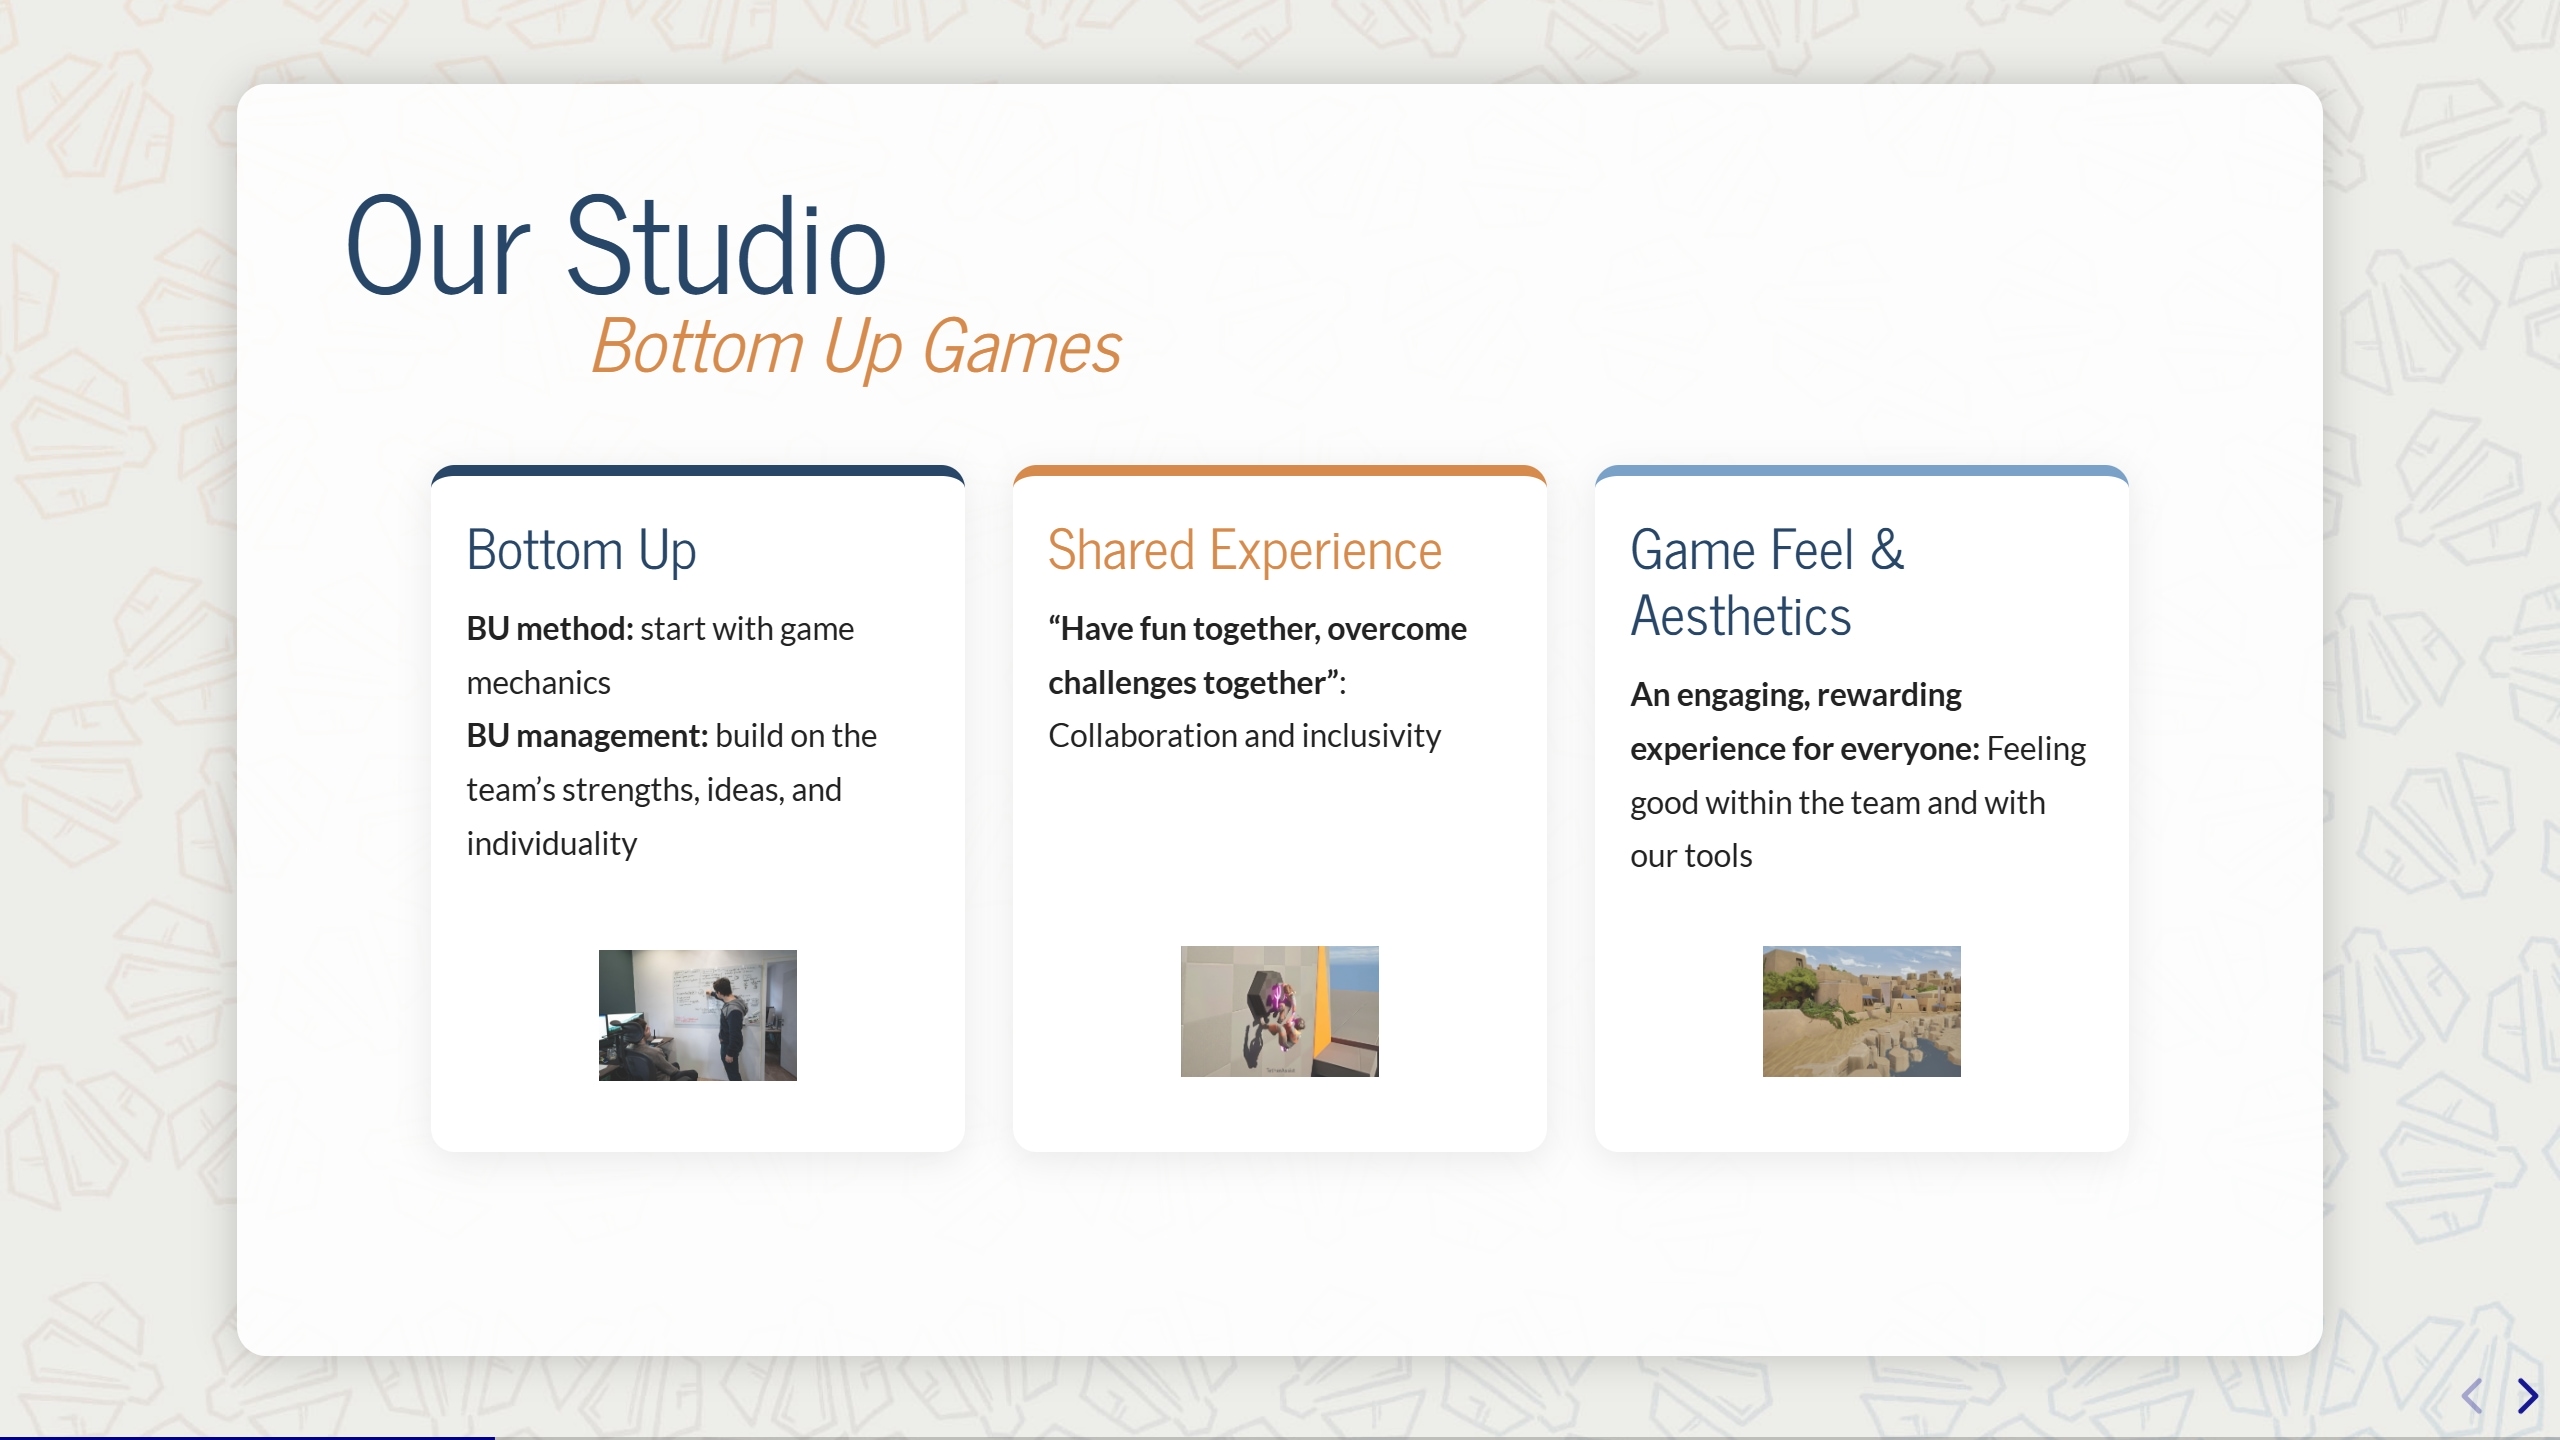 Our Studio
Bottom Up Games
Bottom Up
BU method: start with game
mechanics
BU management: build on the
team’s strengths, ideas, and
individuality
Shared Experience
“Have fun together, overcome
challenges together”:
Collaboration and inclusivity
Game Feel &
Aesthetics
An engaging, rewarding
experience for everyone: Feeling
good within the team and with
our tools